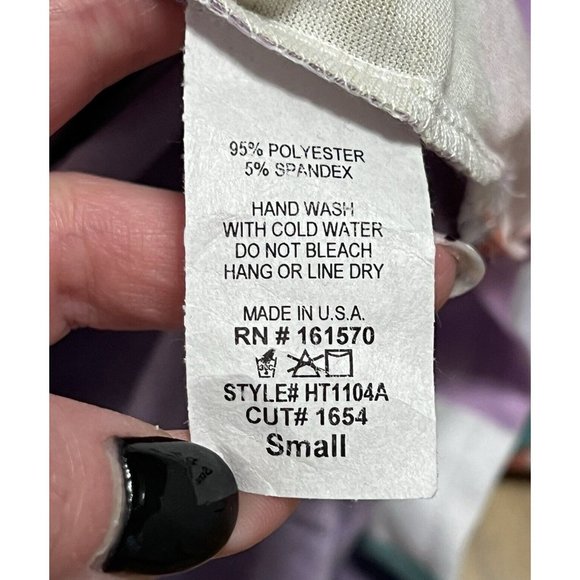 95% POLYESTER
5% SPANDEX
HAND WASH
WITH COLD WATER
DO NOT BLEACH
HANG OR LINE DRY
MADE IN U.S.A.
RN # 161570
STYLE# HT1104A
CUT# 1654
Small